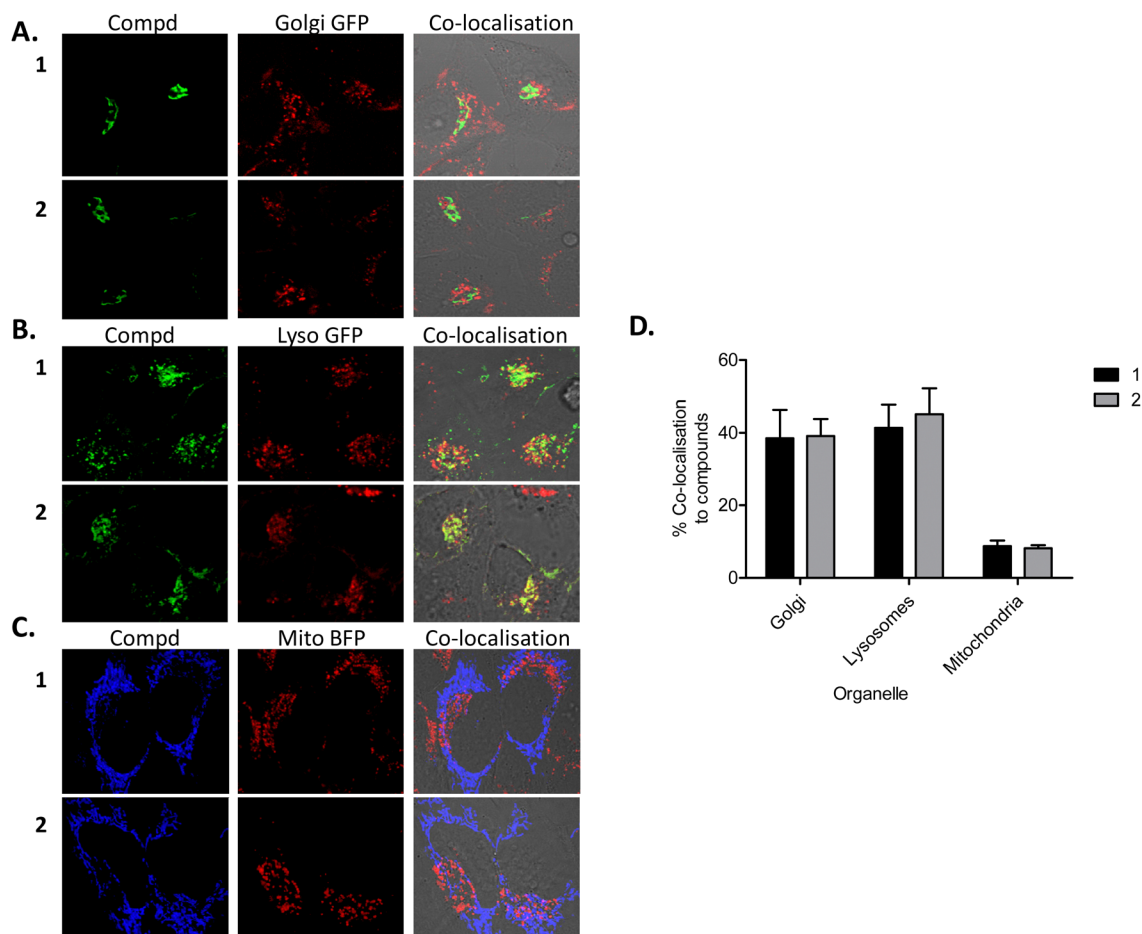 A.
Compd Golgi GFP Co-localisation
1
2
B.
Compd Lyso GFP Co-localisation
1
2
C.
Compd Mito BFP Co-localisation
1
2
D.
% Co-localisation
to compounds
60
40
20
0
Golgi
Lysosomes
Mitochondria
Organelle
1
2